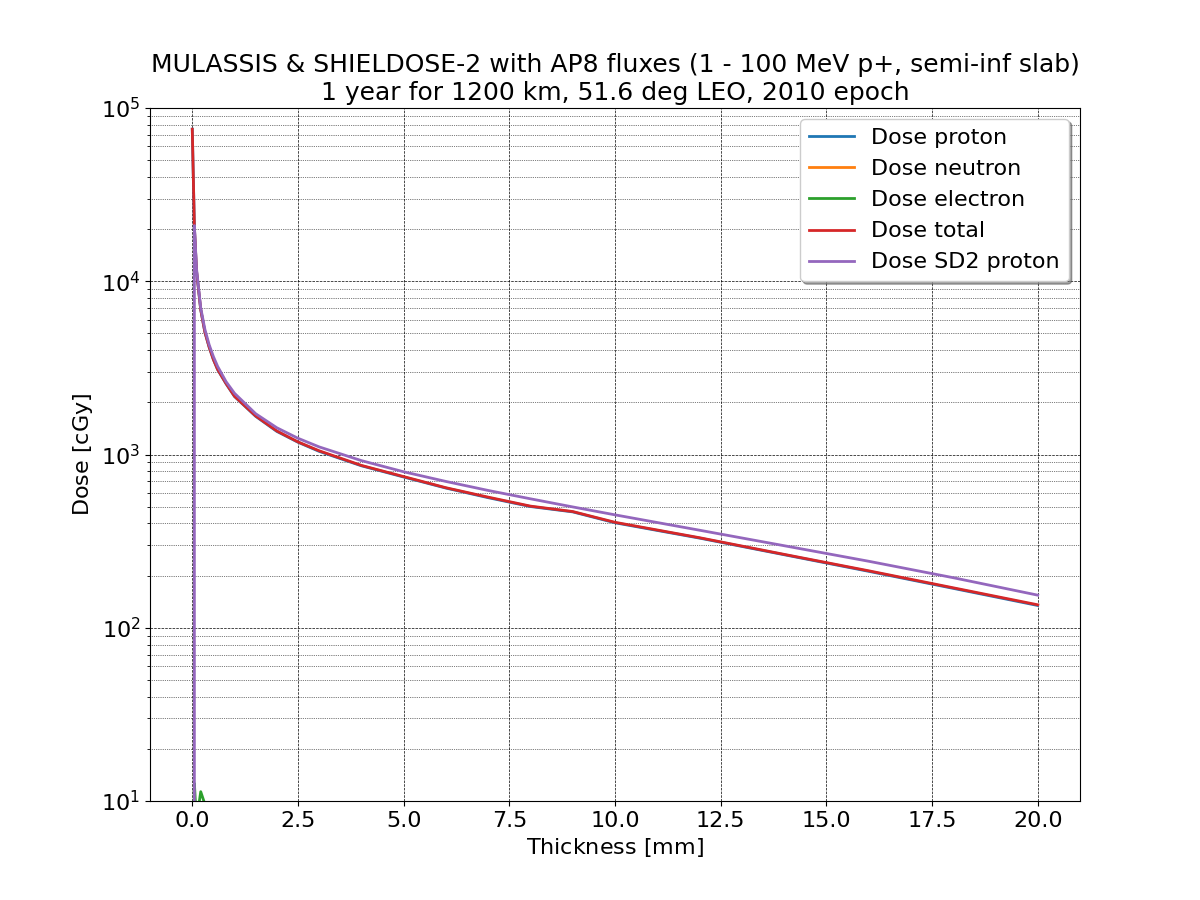 MULASSIS & SHIELDOSE-2 with AP8 fluxes (1 - 100 MeV p+, semi-inf slab)
1 year for 1200 km, 51.6 deg LEO, 2010 epoch
Dose proton
Dose neutron
Dose electron
Dose total
Dose SD2 proton
Dose [cGy]
10^5
10^4
10^3
10^2
10^1
0.0 2.5 5.0 7.5 10.0 12.5 15.0 17.5 20.0
Thickness [mm]